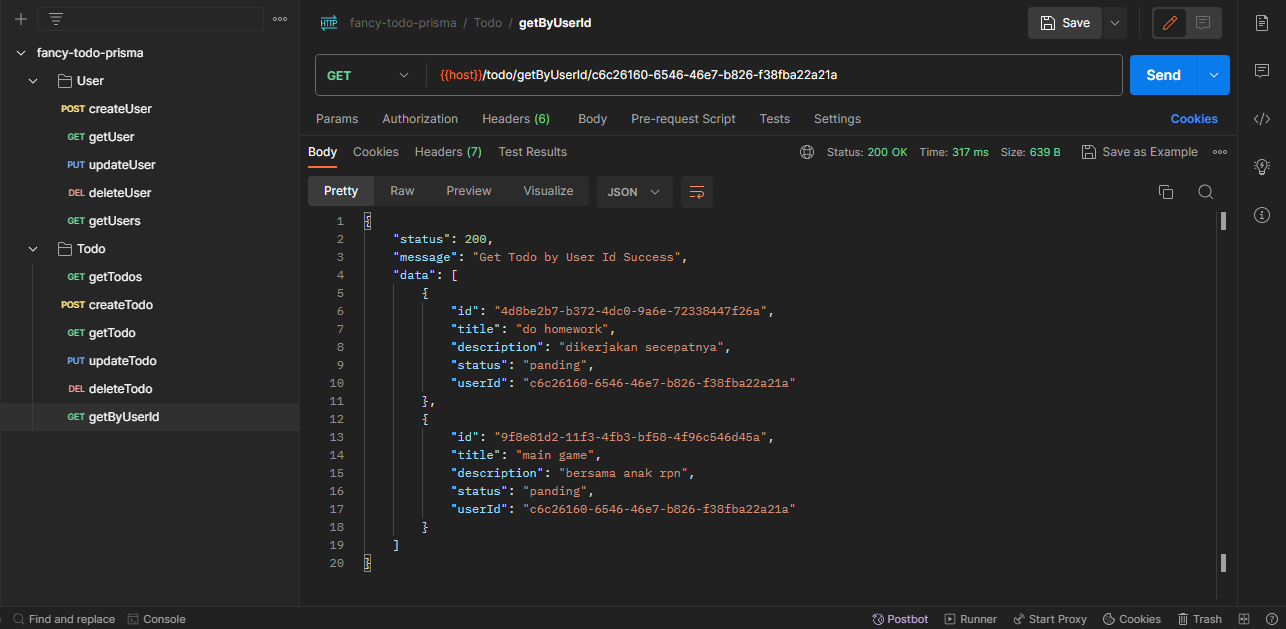 fancy-todo-prisma / Todo / getByUserId
Save
fancy-todo-prisma
User
POST createUser
GET getUser
PUT updateUser
DEL deleteUser
GET getUsers
Todo
GET getTodos
POST createTodo
GET getTodo
PUT updateTodo
DEL deleteTodo
GET getByUserId
HTTP
GET {{host}}/todo/getByUserId/c6c26160-6546-46e7-b826-f38fba22a21a Send
Params Authorization Headers (6) Body Pre-request Script Tests Settings Cookies
Body Cookies Headers (7) Test Results Status: 200 OK Time: 317 ms Size: 639 B Save as Example
Pretty Raw Preview Visualize JSON
1 {
2 "status": 200,
3 "message": "Get Todo by User Id Success",
4 "data": [
5 {
6 "id": "4d8be2b7-b372-4dc0-9a6e-72338447f26a",
7 "title": "do homework",
8 "description": "dikerjakan secepatnya",
9 "status": "panding",
10 "userId": "c6c26160-6546-46e7-b826-f38fba22a21a"
11 },
12 {
13 "id": "9f8e81d2-11f3-4fb3-bf58-4f96c546d45a",
14 "title": "main game",
15 "description": "bersama anak rpn",
16 "status": "panding",
17 "userId": "c6c26160-6546-46e7-b826-f38fba22a21a"
18 }
19 ]
20 }
Find and replace Console Postbot Runner Start Proxy Cookies Trash